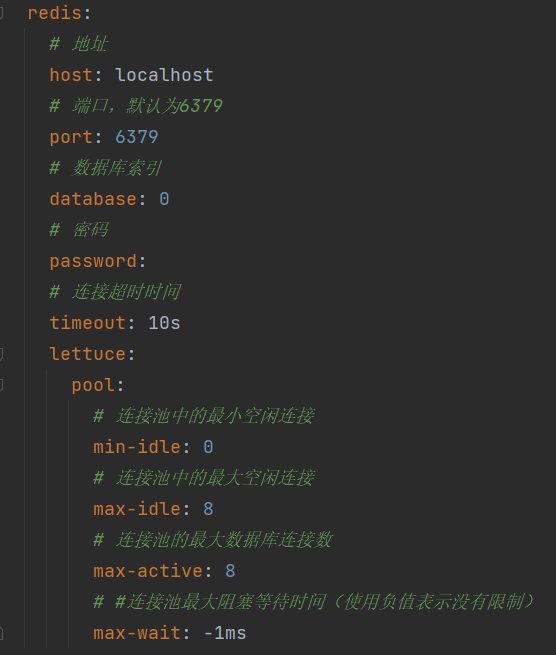 redis:
# 地址
host: localhost
# 端口，默认为6379
port: 6379
# 数据库索引
database: 0
# 密码
password:
# 连接超时时间
timeout: 10s
lettuce:
pool:
# 连接池中的最小空闲连接
min-idle: 0
# 连接池中的最大空闲连接
max-idle: 8
# 连接池的最大数据库连接数
max-active: 8
# #连接池最大阻塞等待时间（使用负值表示没有限制）
max-wait: -1ms